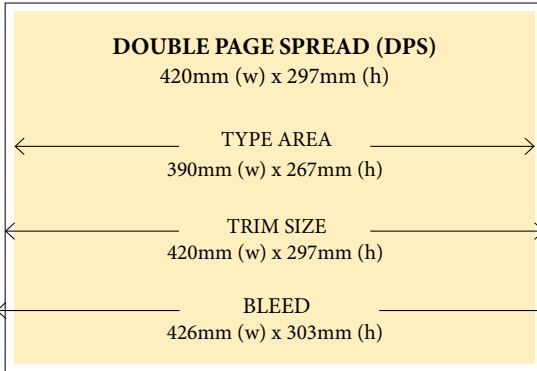 DOUBLE PAGE SPREAD (DPS)
420mm (w) x 297mm (h)
TYPE AREA
390mm (w) x 267mm (h)
TRIM SIZE
420mm (w) x 297mm (h)
BLEED
426mm (w) x 303mm (h)